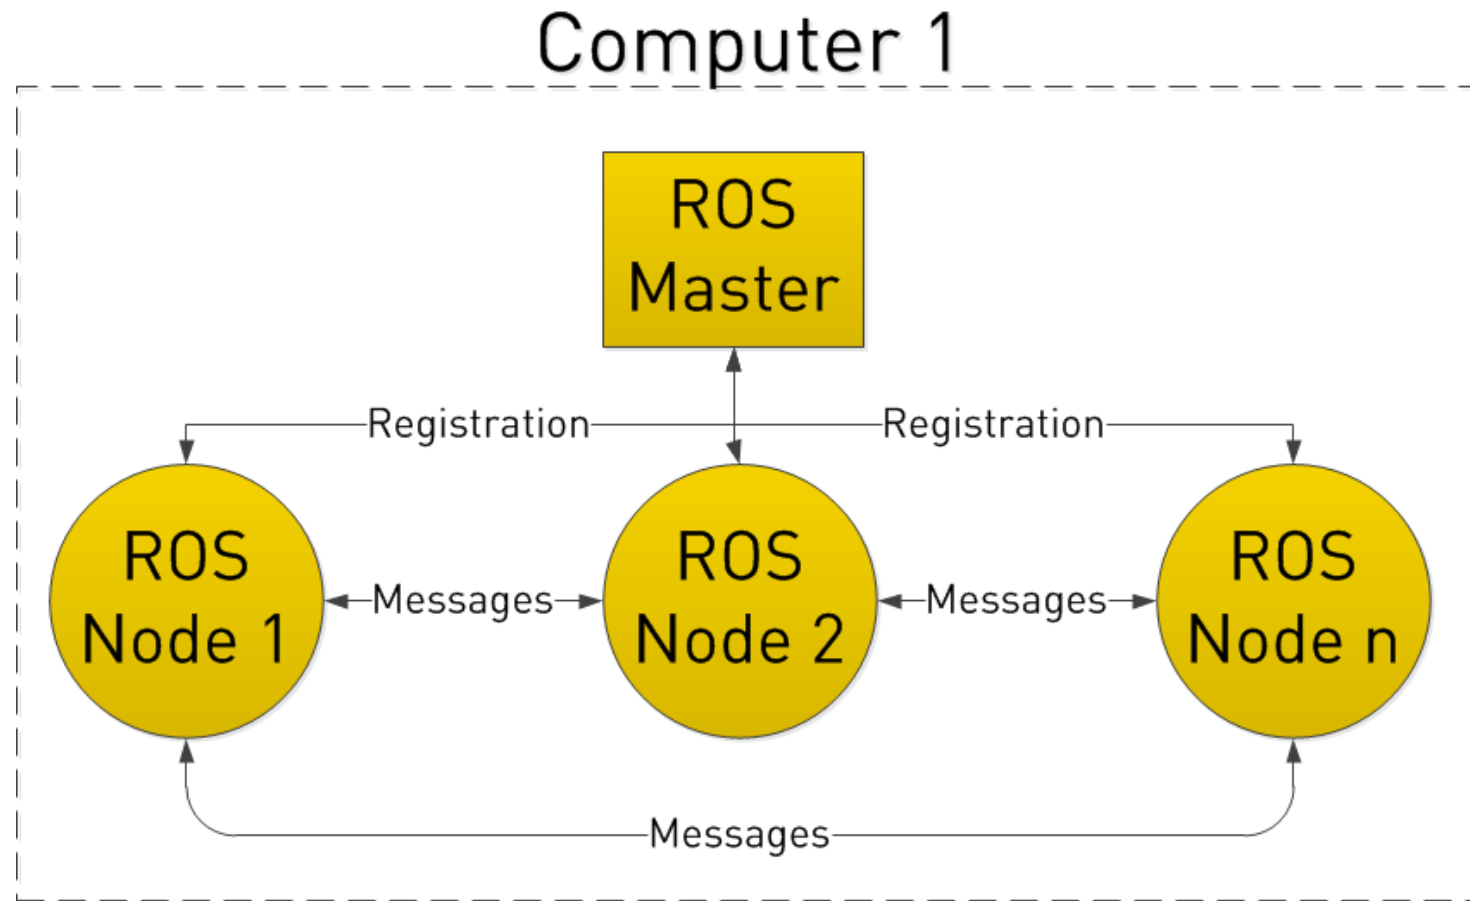 Computer 1
ROS
Master
Registration
Registration
ROS
Node 1
Messages
ROS
Node 2
Messages
ROS
Node n
Messages